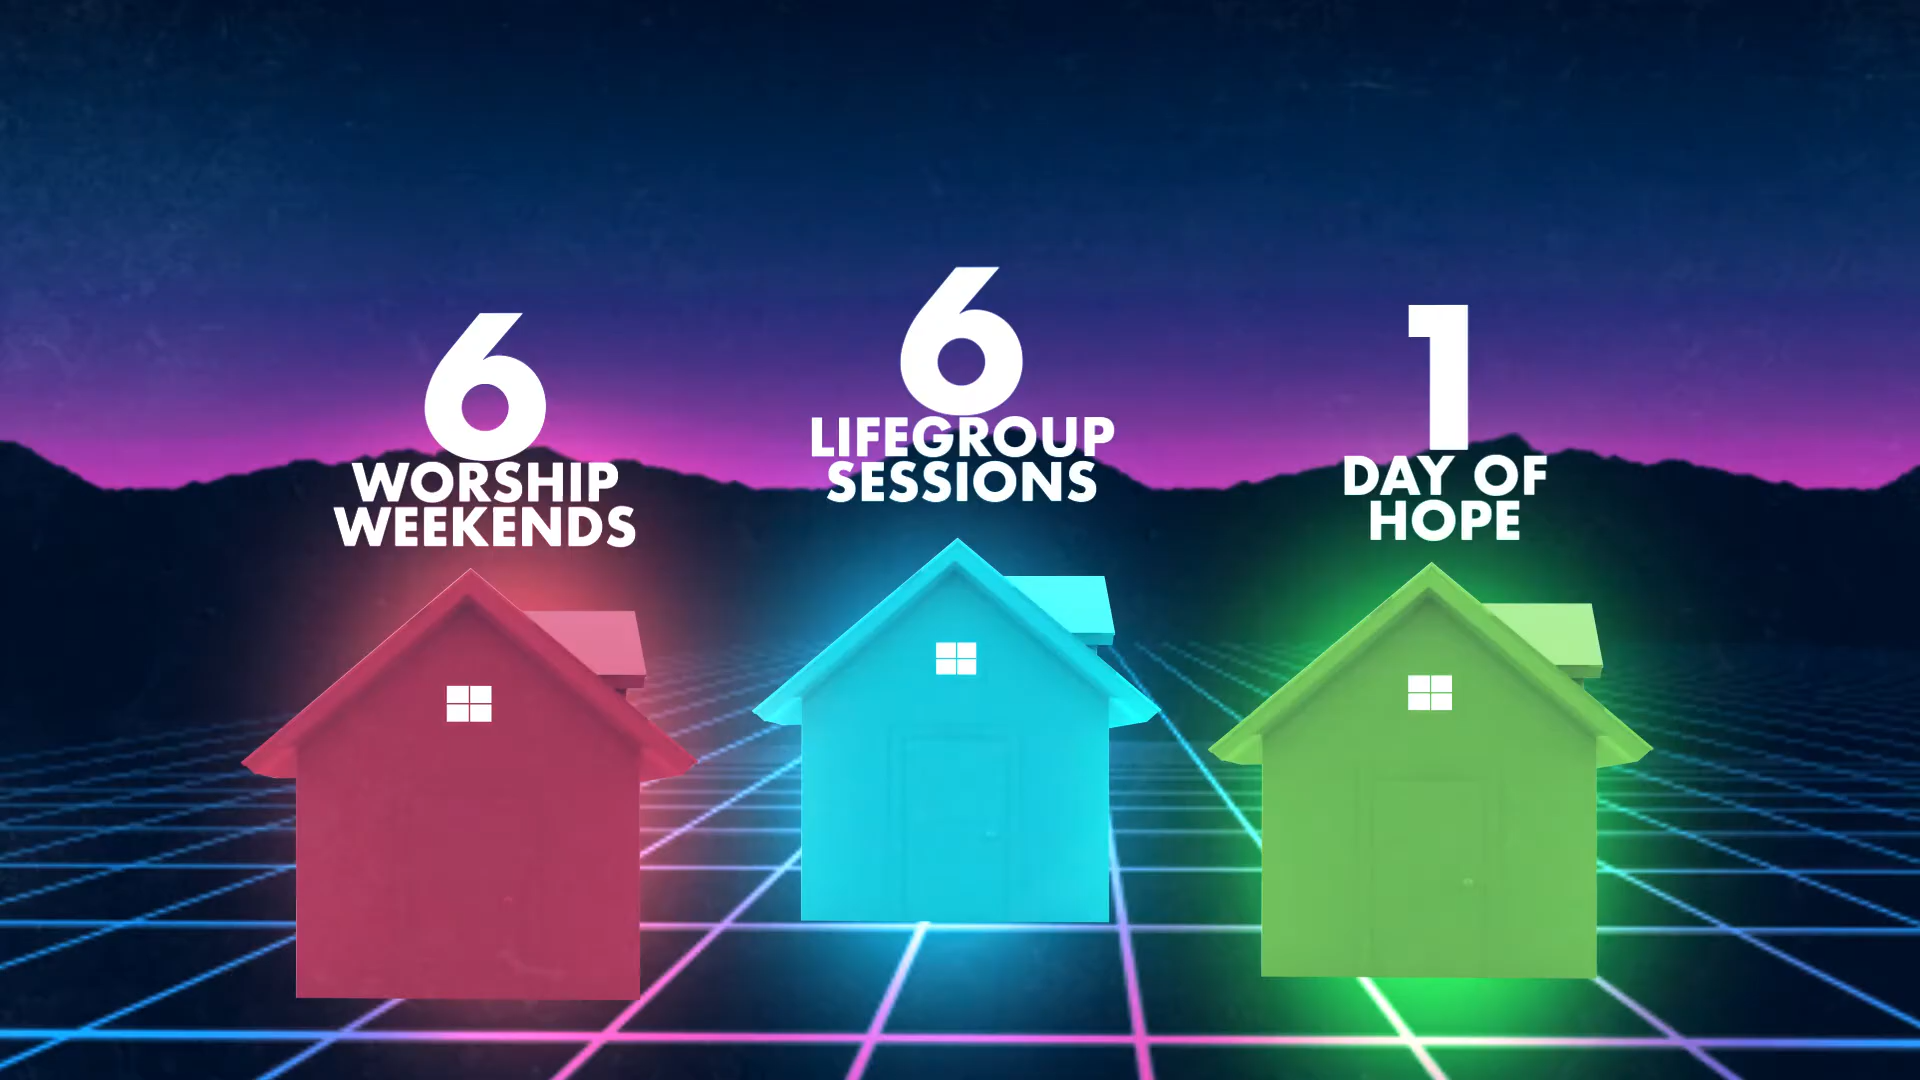 6
WORSHIP
WEEKENDS
6
LIFEGROUP
SESSIONS
1
DAY OF
HOPE